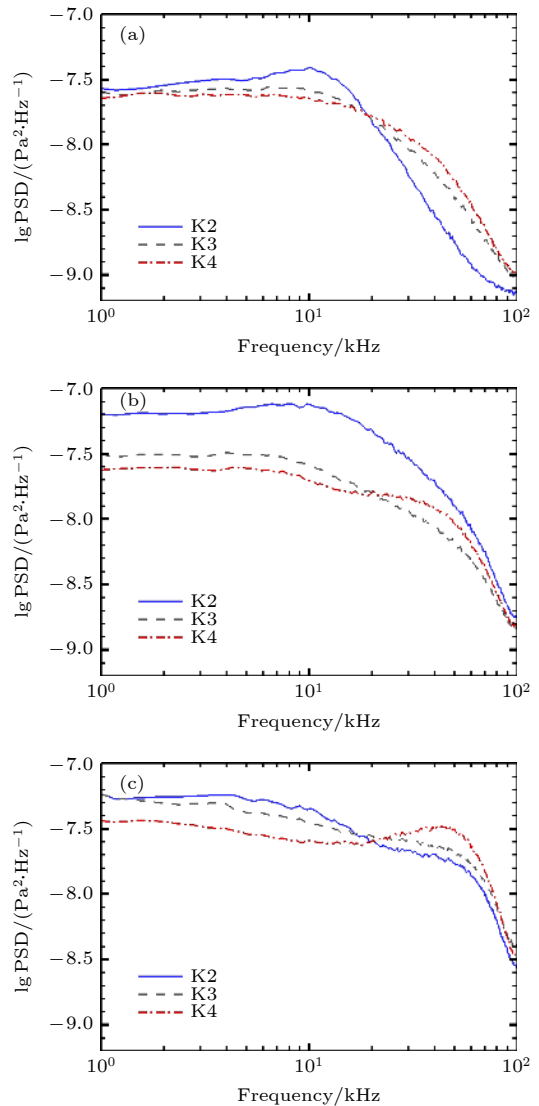 (a)
−7.0
−7.5
−8.0
−8.5
−9.0
lg PSD/(Pa²·Hz⁻¹)
K2
K3
K4
10⁰ 10¹ 10²
Frequency/kHz
(b)
−7.0
−7.5
−8.0
−8.5
−9.0
lg PSD/(Pa²·Hz⁻¹)
K2
K3
K4
10⁰ 10¹ 10²
Frequency/kHz
(c)
−7.0
−7.5
−8.0
−8.5
−9.0
lg PSD/(Pa²·Hz⁻¹)
K2
K3
K4
10⁰ 10¹ 10²
Frequency/kHz